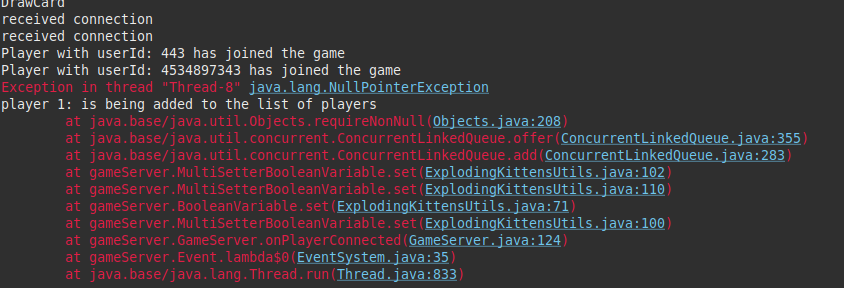 DrawCard
received connection
received connection
Player with userId: 443 has joined the game
Player with userId: 4534897343 has joined the game
Exception in thread "Thread-8" java.lang.NullPointerException
player 1: is being added to the list of players
at java.base/java.util.Objects.requireNonNull(Objects.java:208)
at java.base/java.util.concurrent.ConcurrentLinkedQueue.offer(ConcurrentLinkedQueue.java:355)
at java.base/java.util.concurrent.ConcurrentLinkedQueue.add(ConcurrentLinkedQueue.java:283)
at gameServer.MultiSetterBooleanVariable.set(ExplodingKittensUtils.java:102)
at gameServer.MultiSetterBooleanVariable.set(ExplodingKittensUtils.java:110)
at gameServer.BooleanVariable.set(ExplodingKittensUtils.java:71)
at gameServer.MultiSetterBooleanVariable.set(ExplodingKittensUtils.java:100)
at gameServer.GameServer.onPlayerConnected(GameServer.java:124)
at gameServer.Event.lambda$0(EventSystem.java:35)
at java.base/java.lang.Thread.run(Thread.java:833)